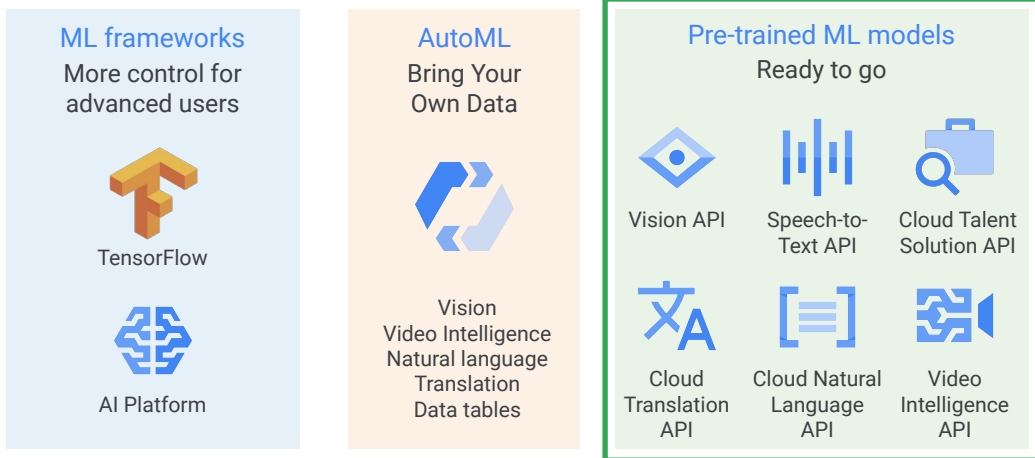 ML frameworks
More control for
advanced users
TensorFlow
AI Platform
AutoML
Bring Your
Own Data
Vision
Video Intelligence
Natural language
Translation
Data tables
Pre-trained ML models
Ready to go
Vision API
Speech-to-
Text API
Cloud Talent
Solution API
文A
Cloud
Translation
API
Cloud Natural
Language
API
Video
Intelligence
API